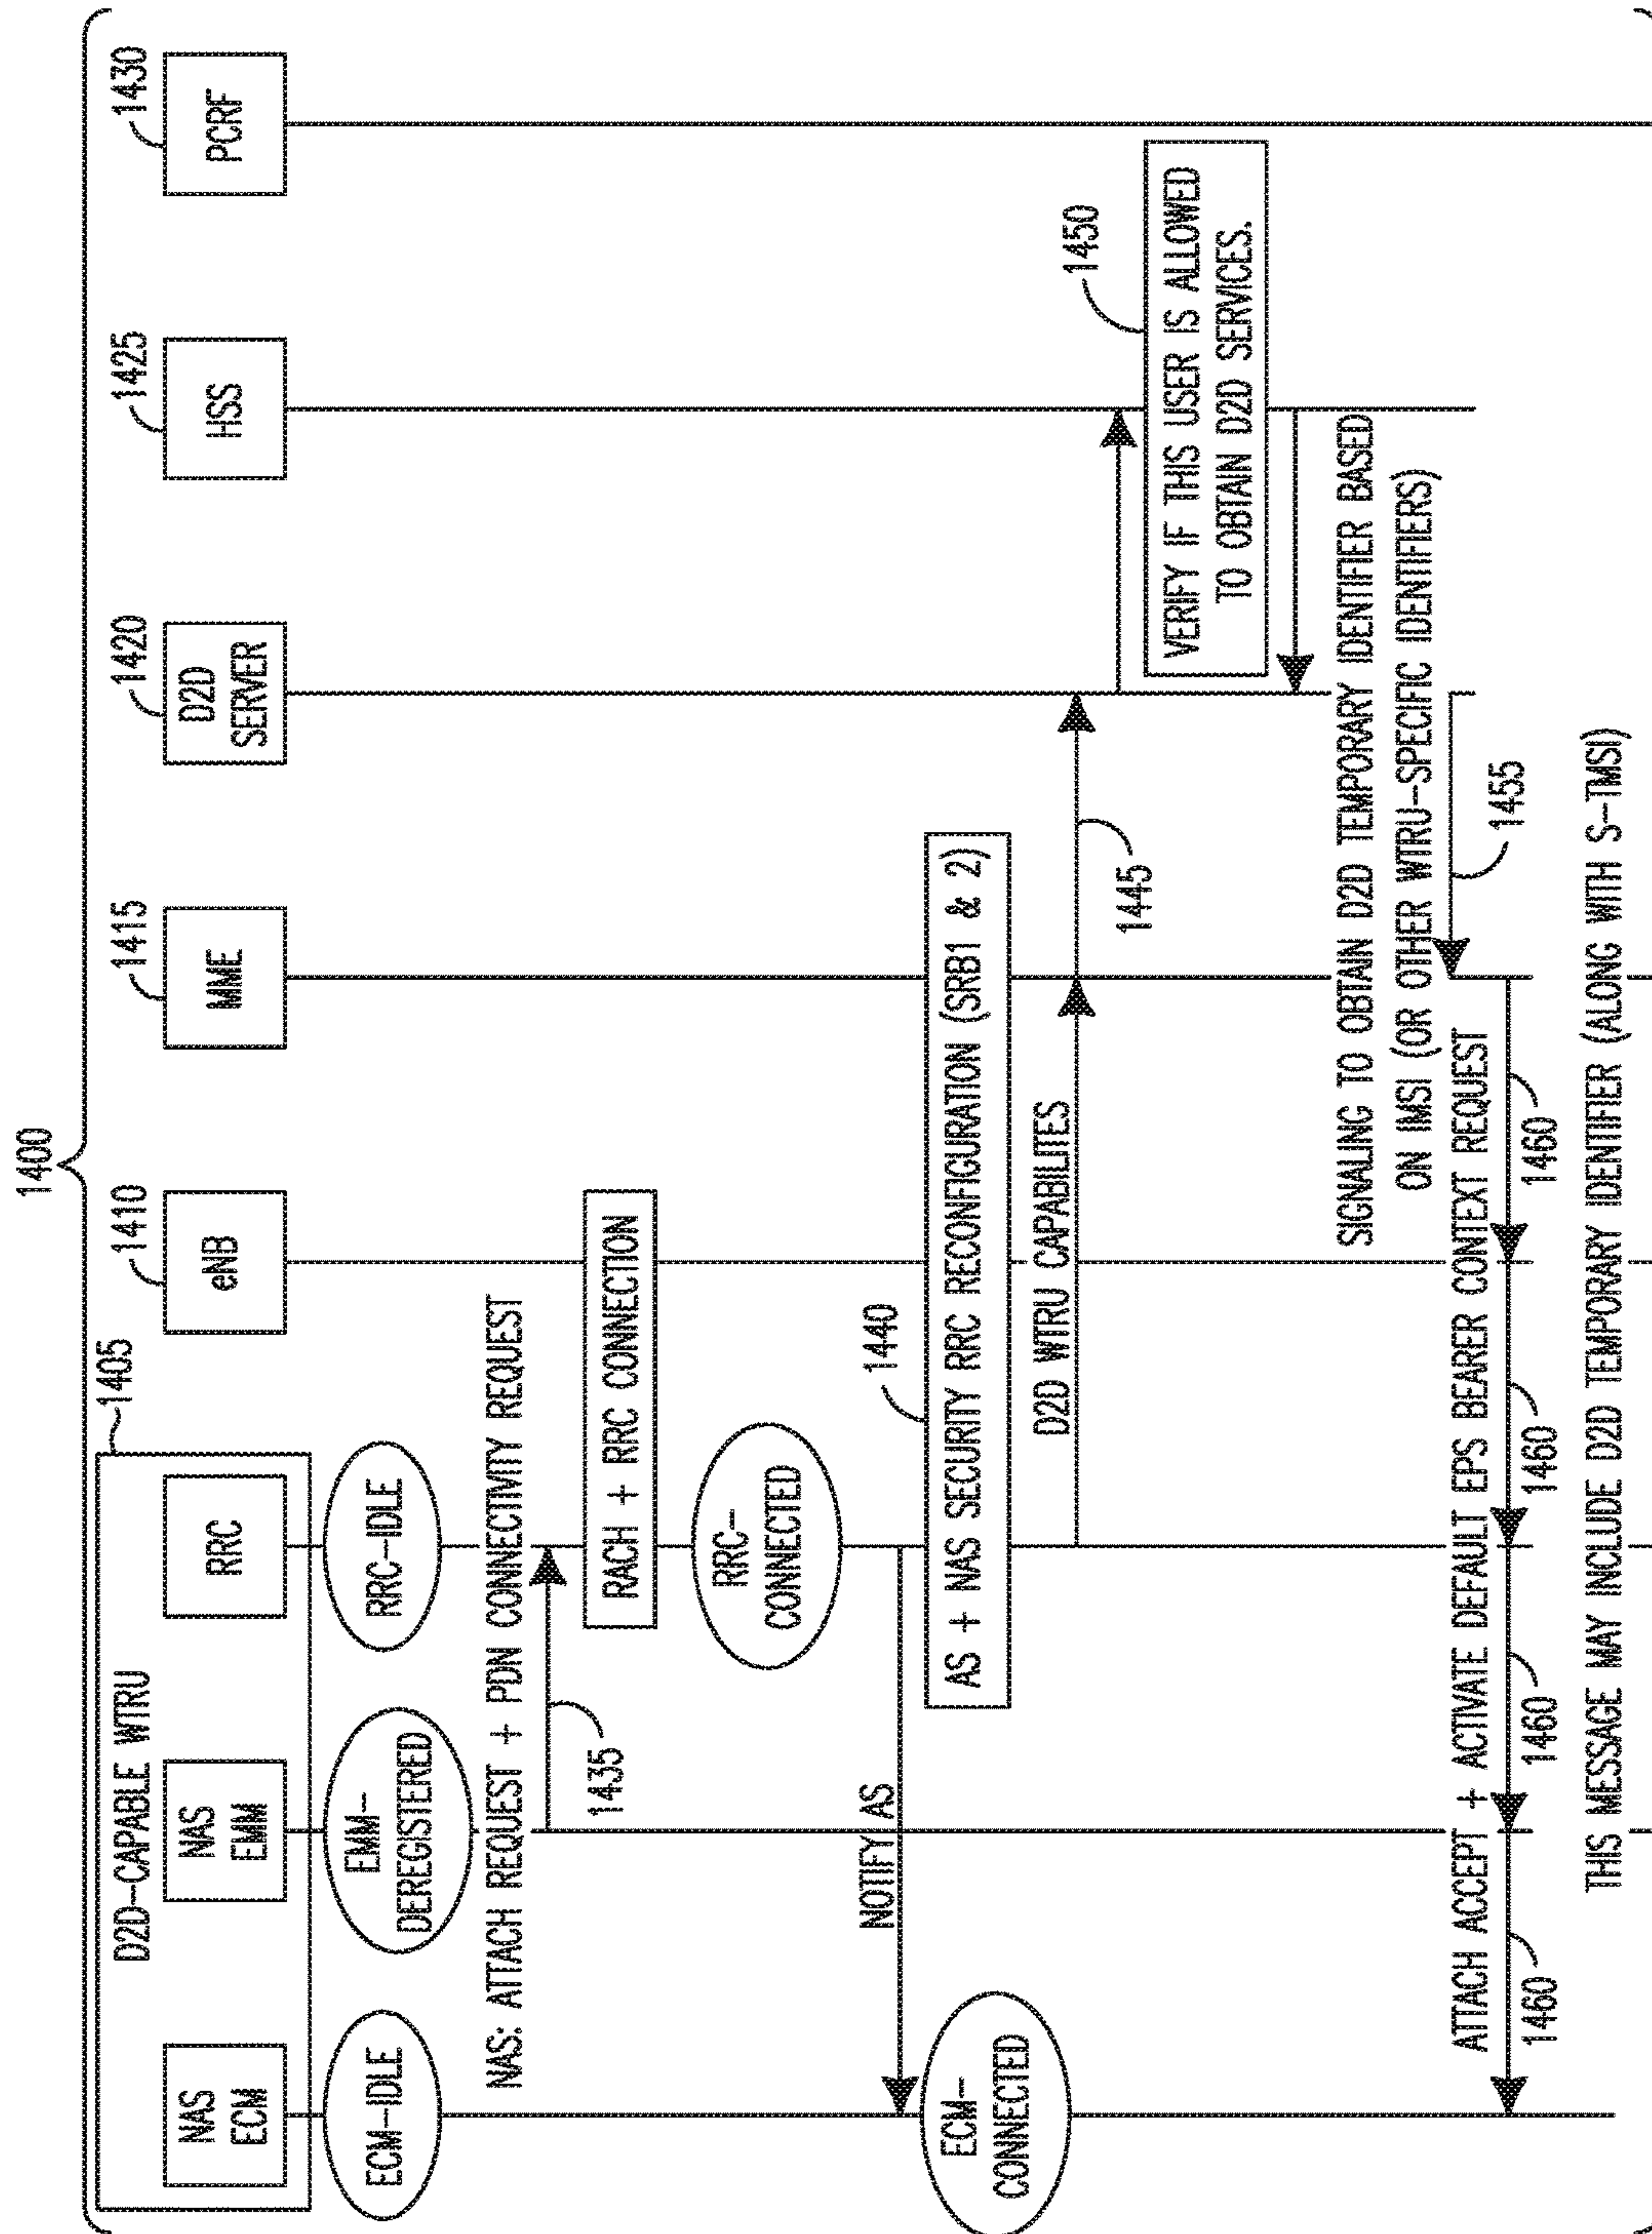 1400
1405
1410
1415
1420
1425
1430
D2D-CAPABLE WTRU
NAS
ECM
NAS
EMM
RRC
eNB
MME
D2D
SERVER
HSS
PCRF
ECM-IDLE
EMM-
DEREGISTERED
RRC-IDLE
NAS: ATTACH REQUEST + PDN CONNECTIVITY REQUEST
1435
RACH + RRC CONNECTION
RRC-
CONNECTED
NOTIFY AS
ECM-
CONNECTED
1440
AS + NAS SECURITY RRC RECONFIGURATION (SRB1 & 2)
D2D WTRU CAPABILITES
1445
1450
VERIFY IF THIS USER IS ALLOWED
TO OBTAIN D2D SERVICES.
SIGNALING TO OBTAIN D2D TEMPORARY IDENTIFIER BASED
ON IMSI (OR OTHER WTRU-SPECIFIC IDENTIFIERS)
1455
ATTACH ACCEPT + ACTIVATE DEFAULT EPS BEARER CONTEXT REQUEST
1460
1460
1460
1460
THIS MESSAGE MAY INCLUDE D2D TEMPORARY IDENTIFIER (ALONG WITH S-TMSI)